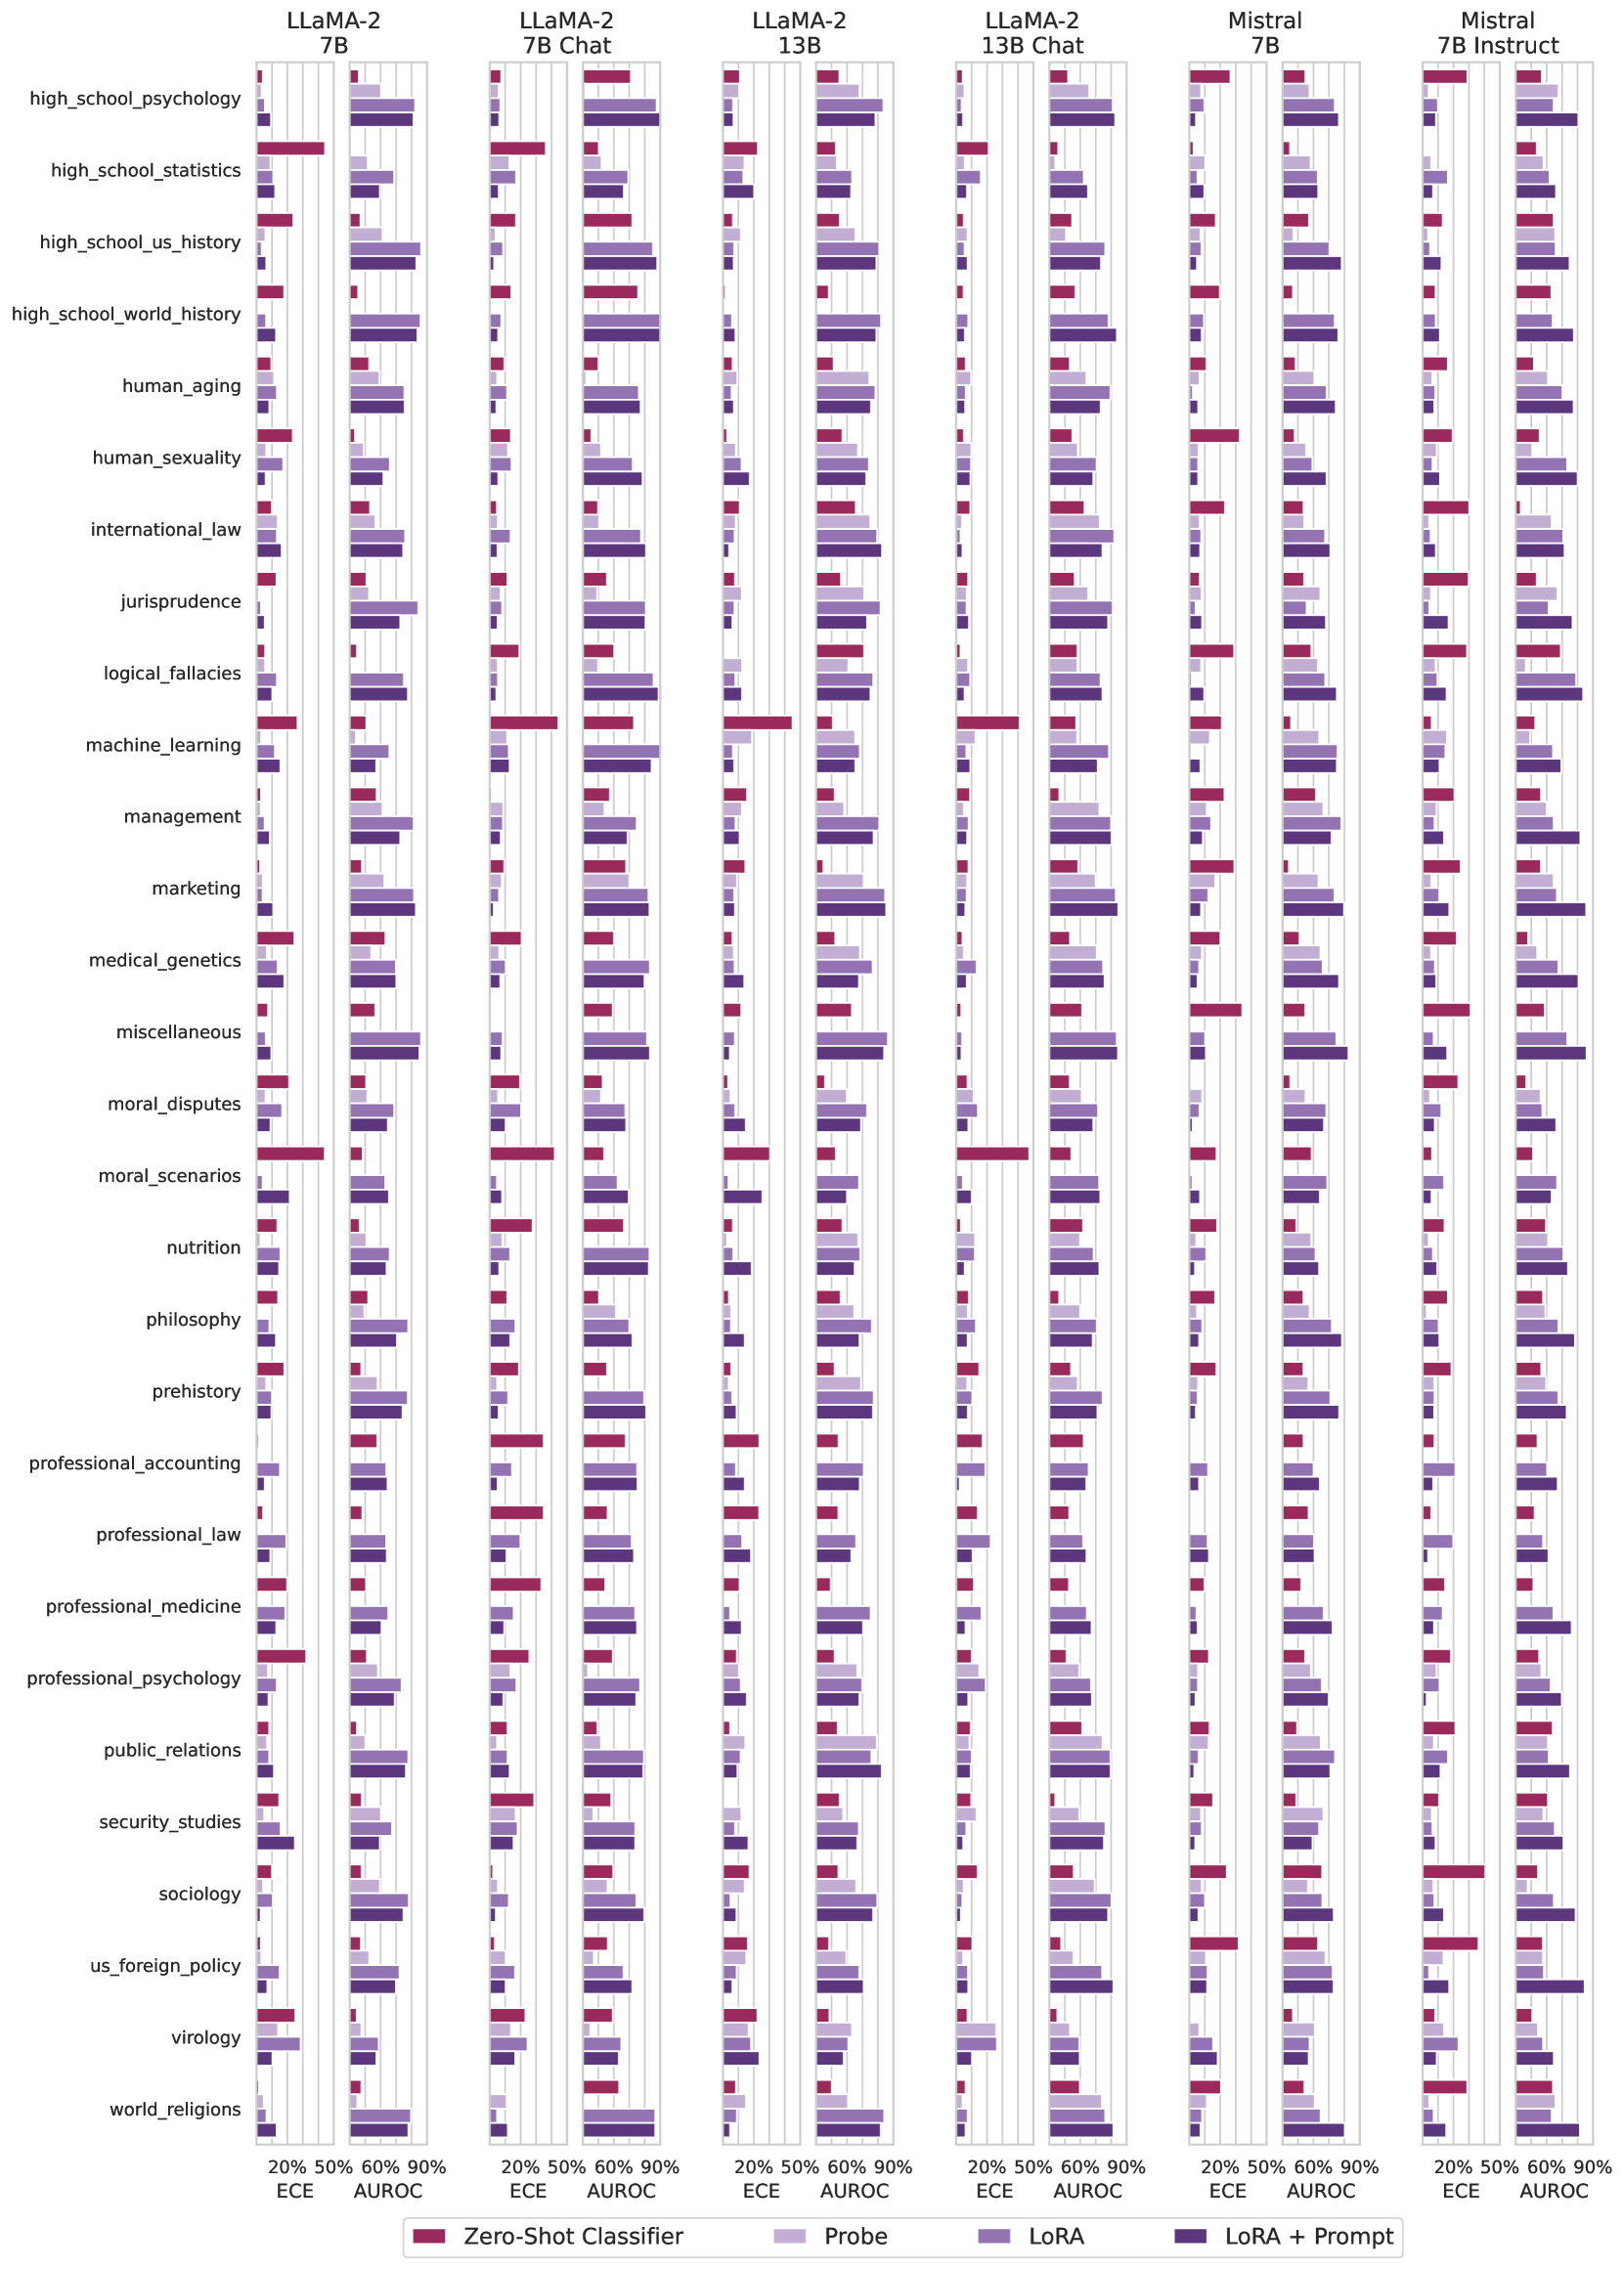 LLaMA-2 7B
LLaMA-2 7B Chat
LLaMA-2 13B
LLaMA-2 13B Chat
Mistral 7B
Mistral 7B Instruct
high_school_psychology
high_school_statistics
high_school_us_history
high_school_world_history
human_aging
human_sexuality
international_law
jurisprudence
logical_fallacies
machine_learning
management
marketing
medical_genetics
miscellaneous
moral_disputes
moral_scenarios
nutrition
philosophy
prehistory
professional_accounting
professional_law
professional_medicine
professional_psychology
public_relations
security_studies
sociology
us_foreign_policy
virology
world_religions
20% 50% 60% 90% 20% 50% 60% 90% 20% 50% 60% 90% 20% 50% 60% 90% 20% 50% 60% 90% 20% 50% 60% 90%
ECE AUROC ECE AUROC ECE AUROC ECE AUROC ECE AUROC ECE AUROC
Zero-Shot Classifier Probe LoRA LoRA + Prompt